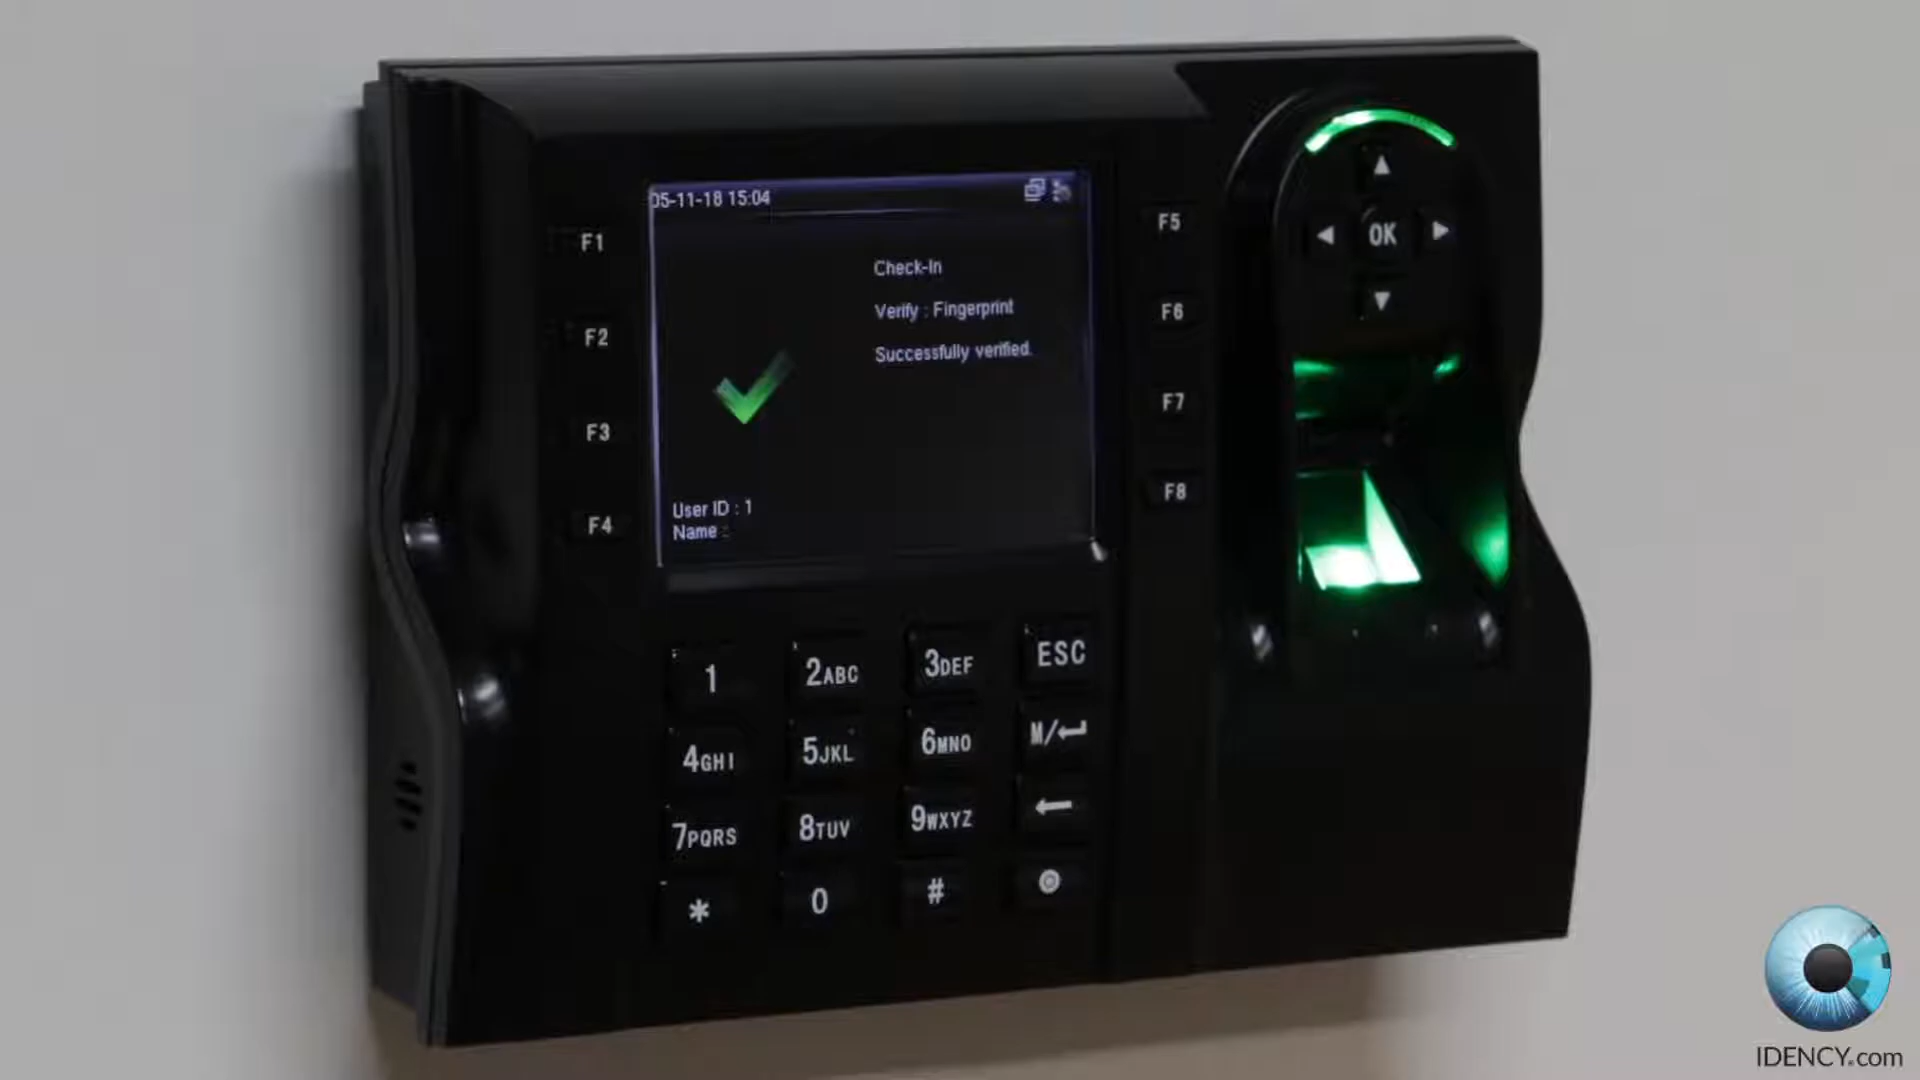 05-11-18 15:04
Check-In
Verify : Fingerprint
Successfully verified.
User ID : 1
Name :
F1
F2
F3
F4
F5
F6
F7
F8
OK
1
2ABC
3DEF
ESC
4GHI
5JKL
6MNO
M/↵
7PQRS
8TUV
9WXYZ
←
*
0
#
IDENCY.com